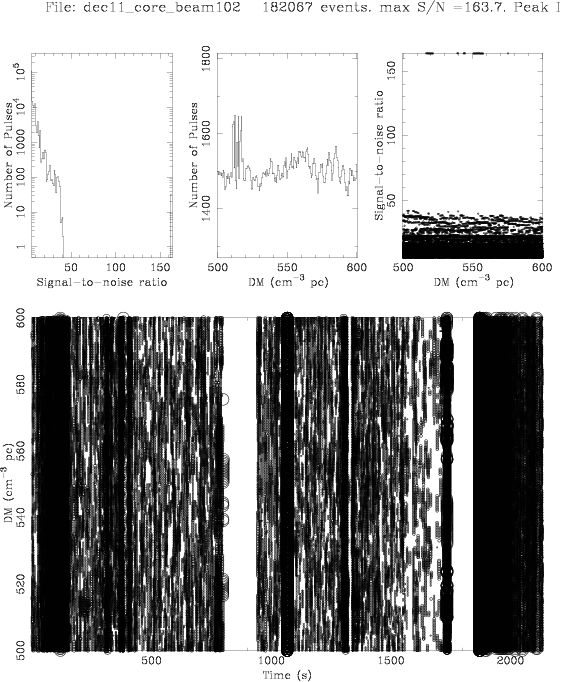 File: dec11_core_beam102 182067 events. max S/N =163.7. Peak
Number of Pulses
1 10 100 1000 10^4 10^5
50 100 150
Signal-to-noise ratio
Number of Pulses
1400 1600 1800
500 550 600
DM (cm^-3 pc)
Signal-to-noise ratio
50 100 150
500 550 600
DM (cm^-3 pc)
DM (cm^-3 pc)
500 520 540 560 580 600
500 1000 1500 2000
Time (s)